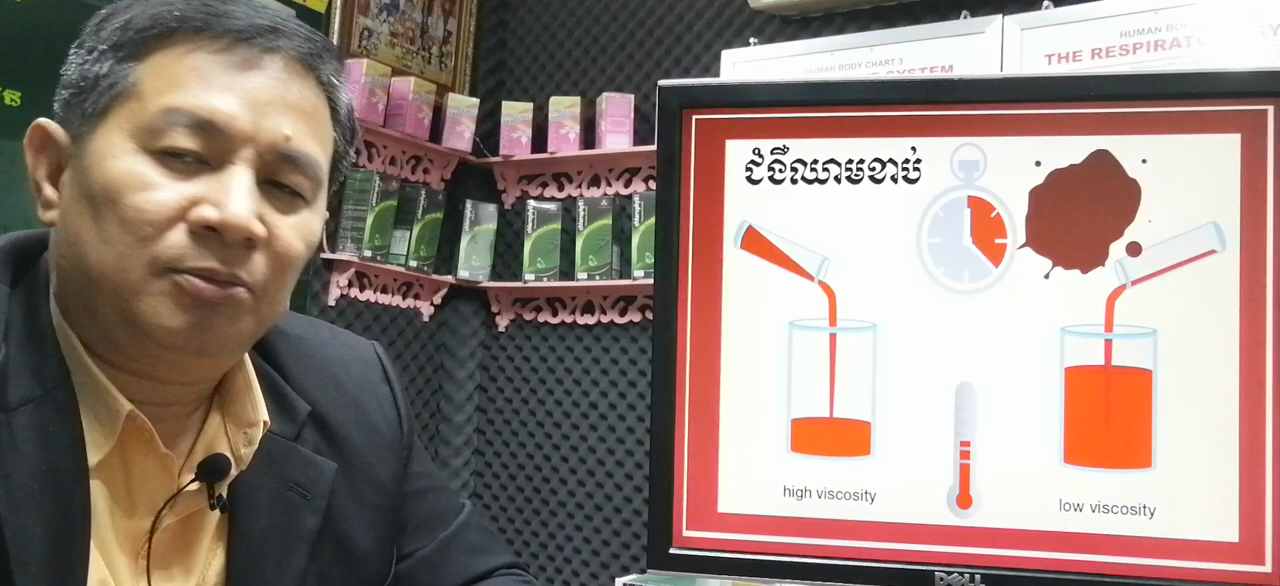 HUMAN BODY CHART 3
SYSTEM
HUMAN BODY
THE RESPIRAT
ជំងឺឈាមខាប់
high viscosity
low viscosity
DELL